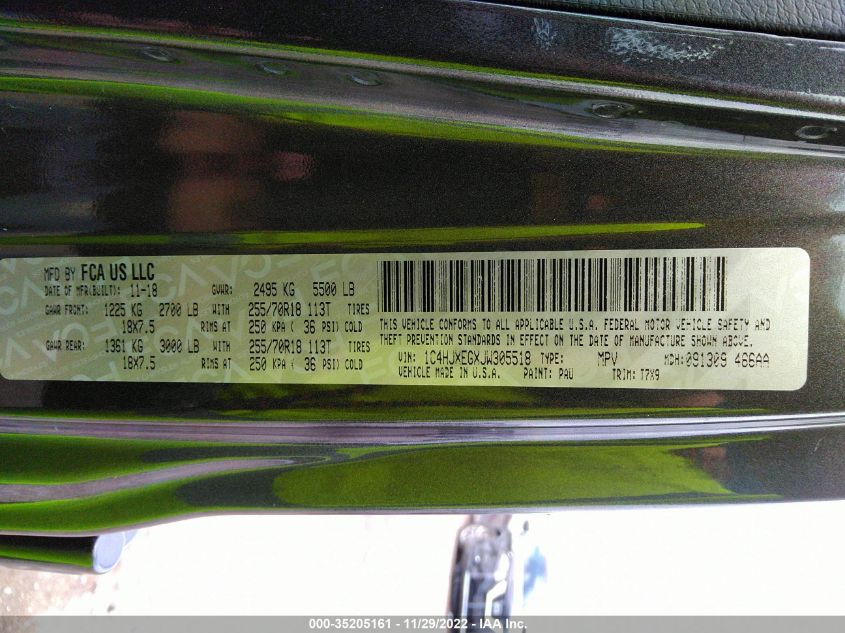 MFD BY FCA US LLC
DATE OF MFR(BUILT): 11-18 GVWR: 2495 KG 5500 LB
GAWR FRONT: 1225 KG 2700 LB WITH 255/70R18 113T TIRES
18X7.5 RIMS AT 250 KPA ( 36 PSI) COLD
GAWR REAR: 1361 KG 3000 LB WITH 255/70R18 113T TIRES
18X7.5 RIMS AT 250 KPA ( 36 PSI) COLD
THIS VEHICLE CONFORMS TO ALL APPLICABLE U.S.A. FEDERAL MOTOR VEHICLE SAFETY AND
THEFT PREVENTION STANDARDS IN EFFECT ON THE DATE OF MANUFACTURE SHOWN ABOVE.
VIN: 1C4HJXEGXJW305518 TYPE: MPV MDH: 091309 466AA
VEHICLE MADE IN U.S.A. PAINT: PAU TRIM: T7X9
000-35205161 - 11/29/2022 - IAA Inc.